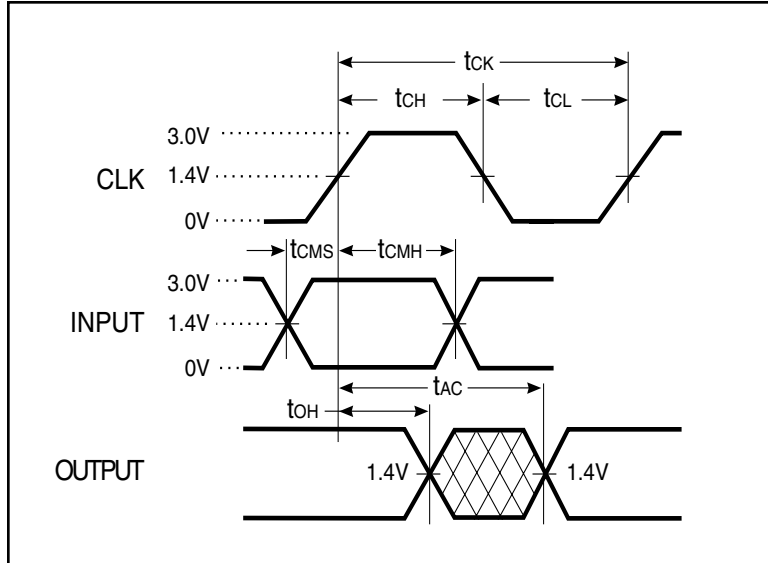 tCK
tCH tCL
3.0V
CLK 1.4V
0V
tCMS tCMH
3.0V
INPUT 1.4V
0V
tAC
tOH
OUTPUT 1.4V 1.4V